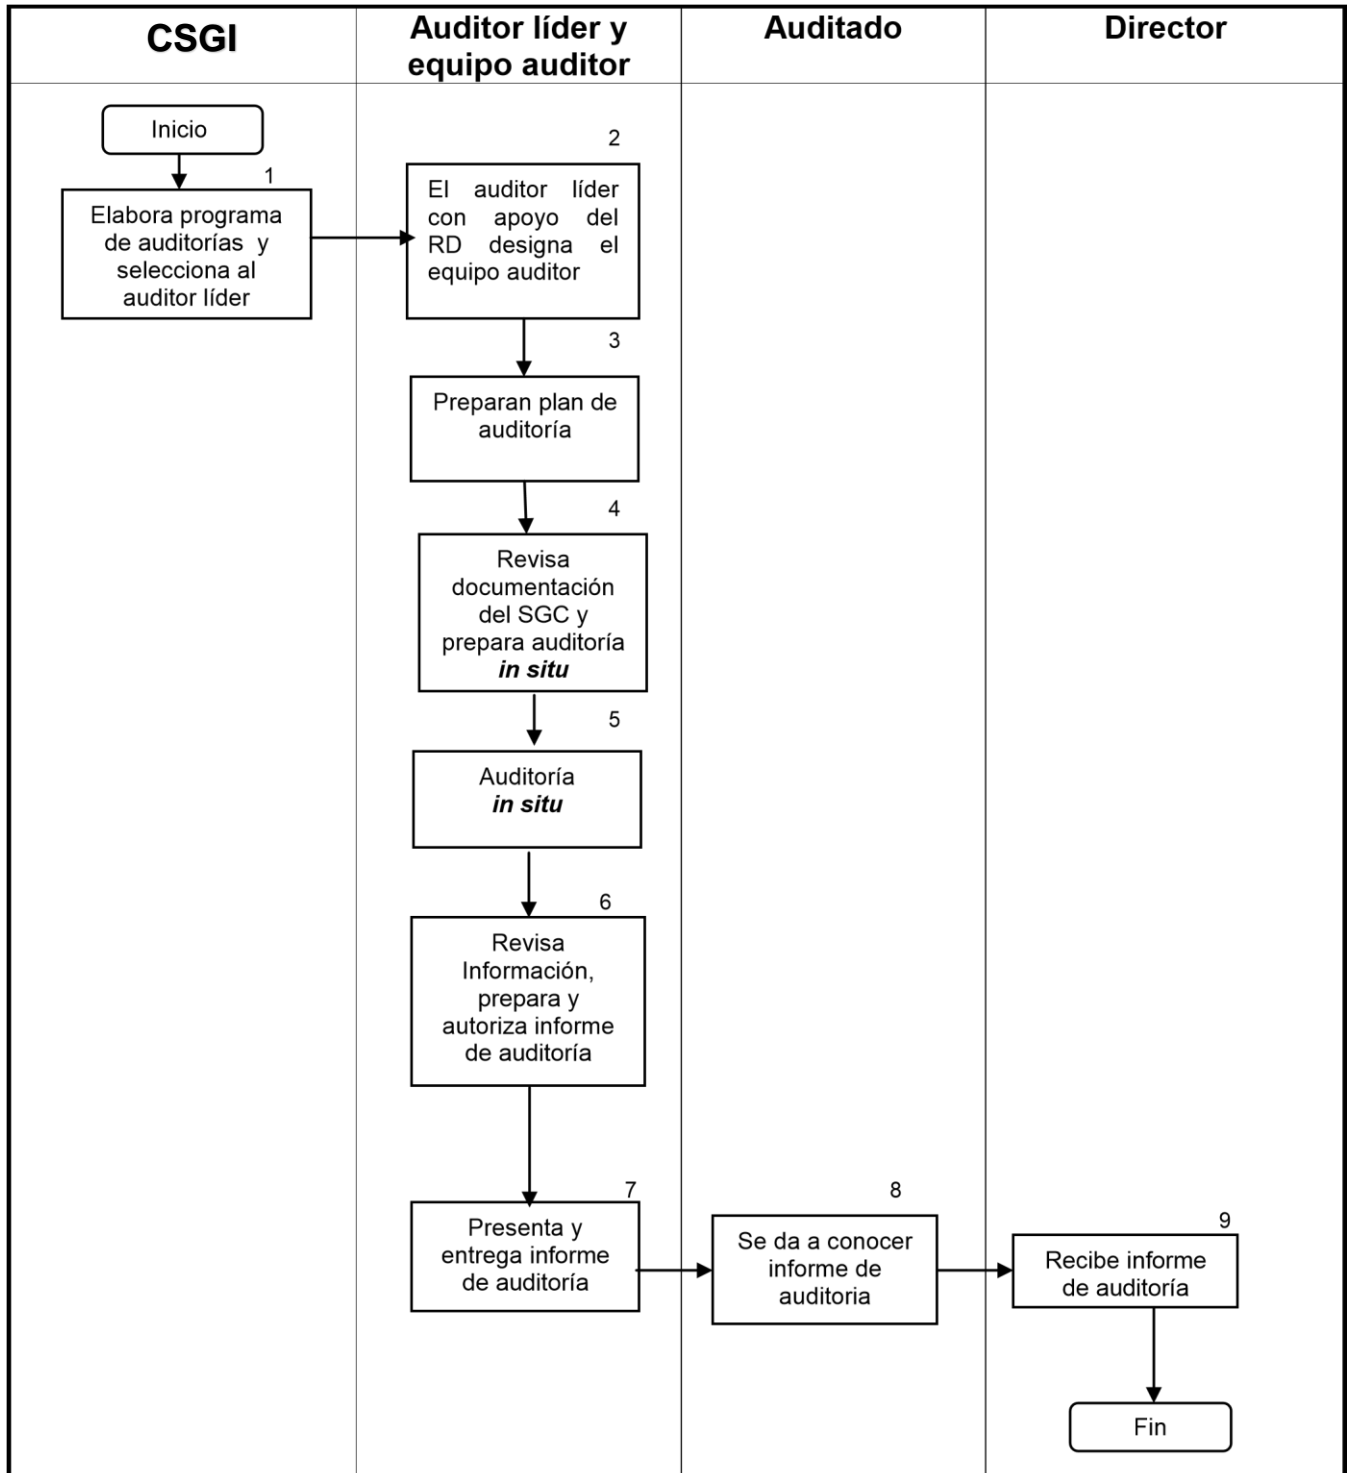 CSGI
Auditor líder y
equipo auditor
Auditado
Director
Inicio
1
Elabora programa
de auditorías y
selecciona al
auditor líder
2
El auditor líder
con apoyo del
RD designa el
equipo auditor
3
Preparan plan de
auditoría
4
Revisa
documentación
del SGC y
prepara auditoría
in situ
5
Auditoría
in situ
6
Revisa
Información,
prepara y
autoriza informe
de auditoría
7
Presenta y
entrega informe
de auditoría
8
Se da a conocer
informe de
auditoria
9
Recibe informe
de auditoría
Fin